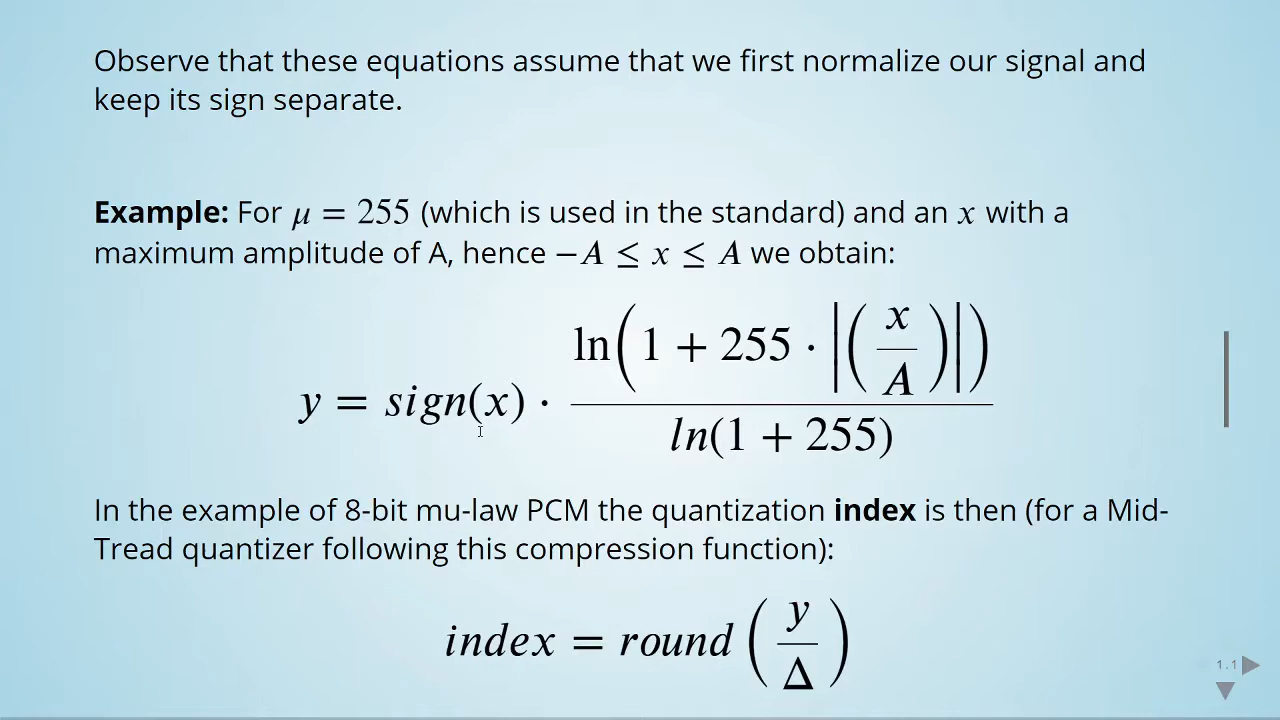 Observe that these equations assume that we first normalize our signal and
keep its sign separate.
Example: For μ = 255 (which is used in the standard) and an x with a
maximum amplitude of A, hence −A ≤ x ≤ A we obtain:
y = sign(x) · ln(1 + 255 · |(x/A)|) / ln(1 + 255)
In the example of 8-bit mu-law PCM the quantization index is then (for a Mid-
Tread quantizer following this compression function):
index = round(y/Δ)
1.1